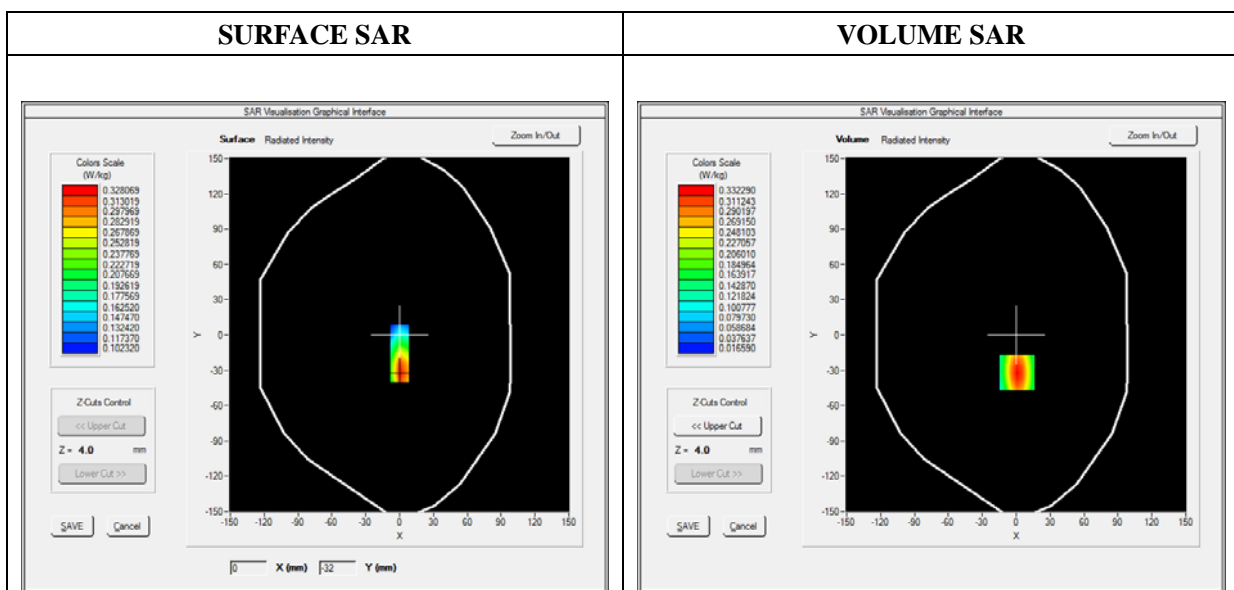 SURFACE SAR
VOLUME SAR
SAR Visualisation Graphical Interface
Surface Radiated Intensity
Zoom In/Out
Colors Scale
(W/kg)
0.328069
0.313019
0.297969
0.282919
0.267869
0.252819
0.237769
0.222719
0.207669
0.192619
0.177569
0.162520
0.147470
0.132420
0.117370
0.102320
Z-Cuts Control
<< Upper Cut
Z = 4.0 mm
Lower Cut >>
SAVE Cancel
150
120
90
60
30
0
-30
-60
-90
-120
-150
Y
-150 -120 -90 -60 -30 0 30 60 90 120 150
X
0 X (mm) -32 Y (mm)
SAR Visualisation Graphical Interface
Volume Radiated Intensity
Zoom In/Out
Colors Scale
(W/kg)
0.332290
0.311243
0.290197
0.269150
0.248103
0.227057
0.206010
0.184964
0.163917
0.142870
0.121824
0.100777
0.079730
0.058684
0.037637
0.016590
Z-Cuts Control
<< Upper Cut
Z = 4.0 mm
Lower Cut >>
SAVE Cancel
150
120
90
60
30
0
-30
-60
-90
-120
-150
Y
-150 -120 -90 -60 -30 0 30 60 90 120 150
X